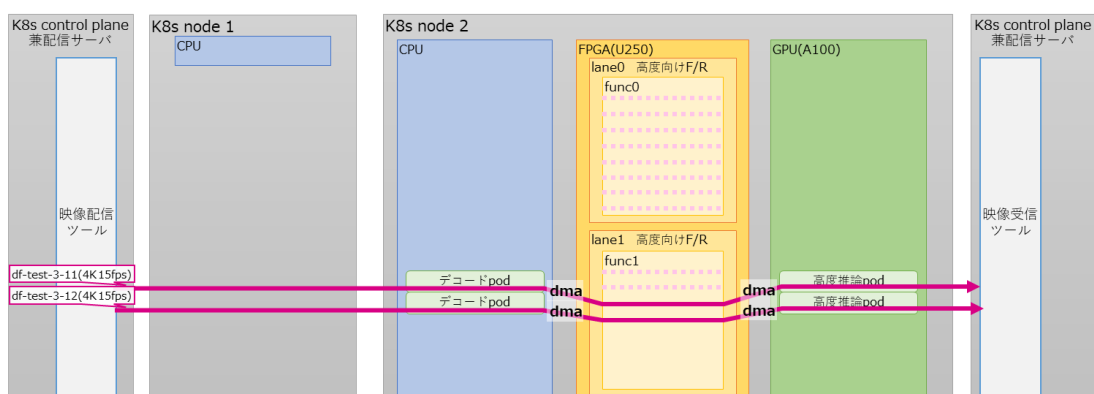 K8s control plane
兼配信サーバ
映像配信
ツール
df-test-3-11(4K15fps)
df-test-3-12(4K15fps)
K8s node 1
CPU
K8s node 2
CPU
デコードpod
デコードpod
dma
dma
FPGA(U250)
lane0 高度向けF/R
func0
lane1 高度向けF/R
func1
dma
dma
GPU(A100)
高度推論pod
高度推論pod
K8s control plane
兼配信サーバ
映像受信
ツール